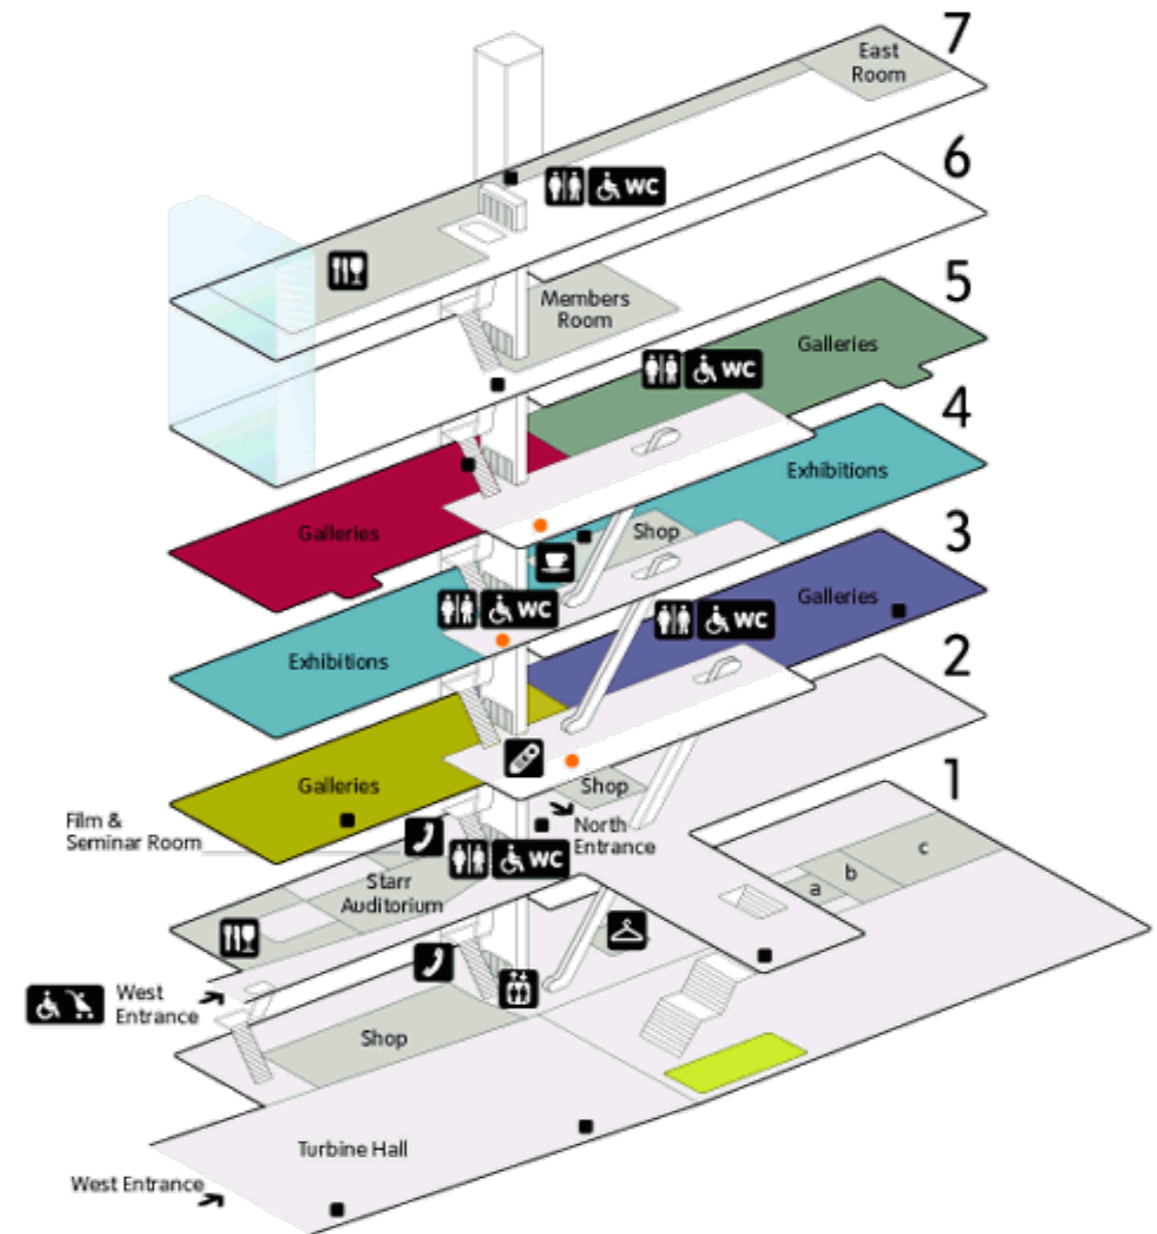 7
East
Room
WC
6
Members
Room
5
Galleries
WC
4
Exhibitions
Galleries
Shop
3
Galleries
WC
WC
Exhibitions
2
Galleries
Shop
1
Film &
Seminar Room
North
Entrance
WC
Starr
Auditorium
a
b
c
West
Entrance
Shop
Turbine Hall
West Entrance